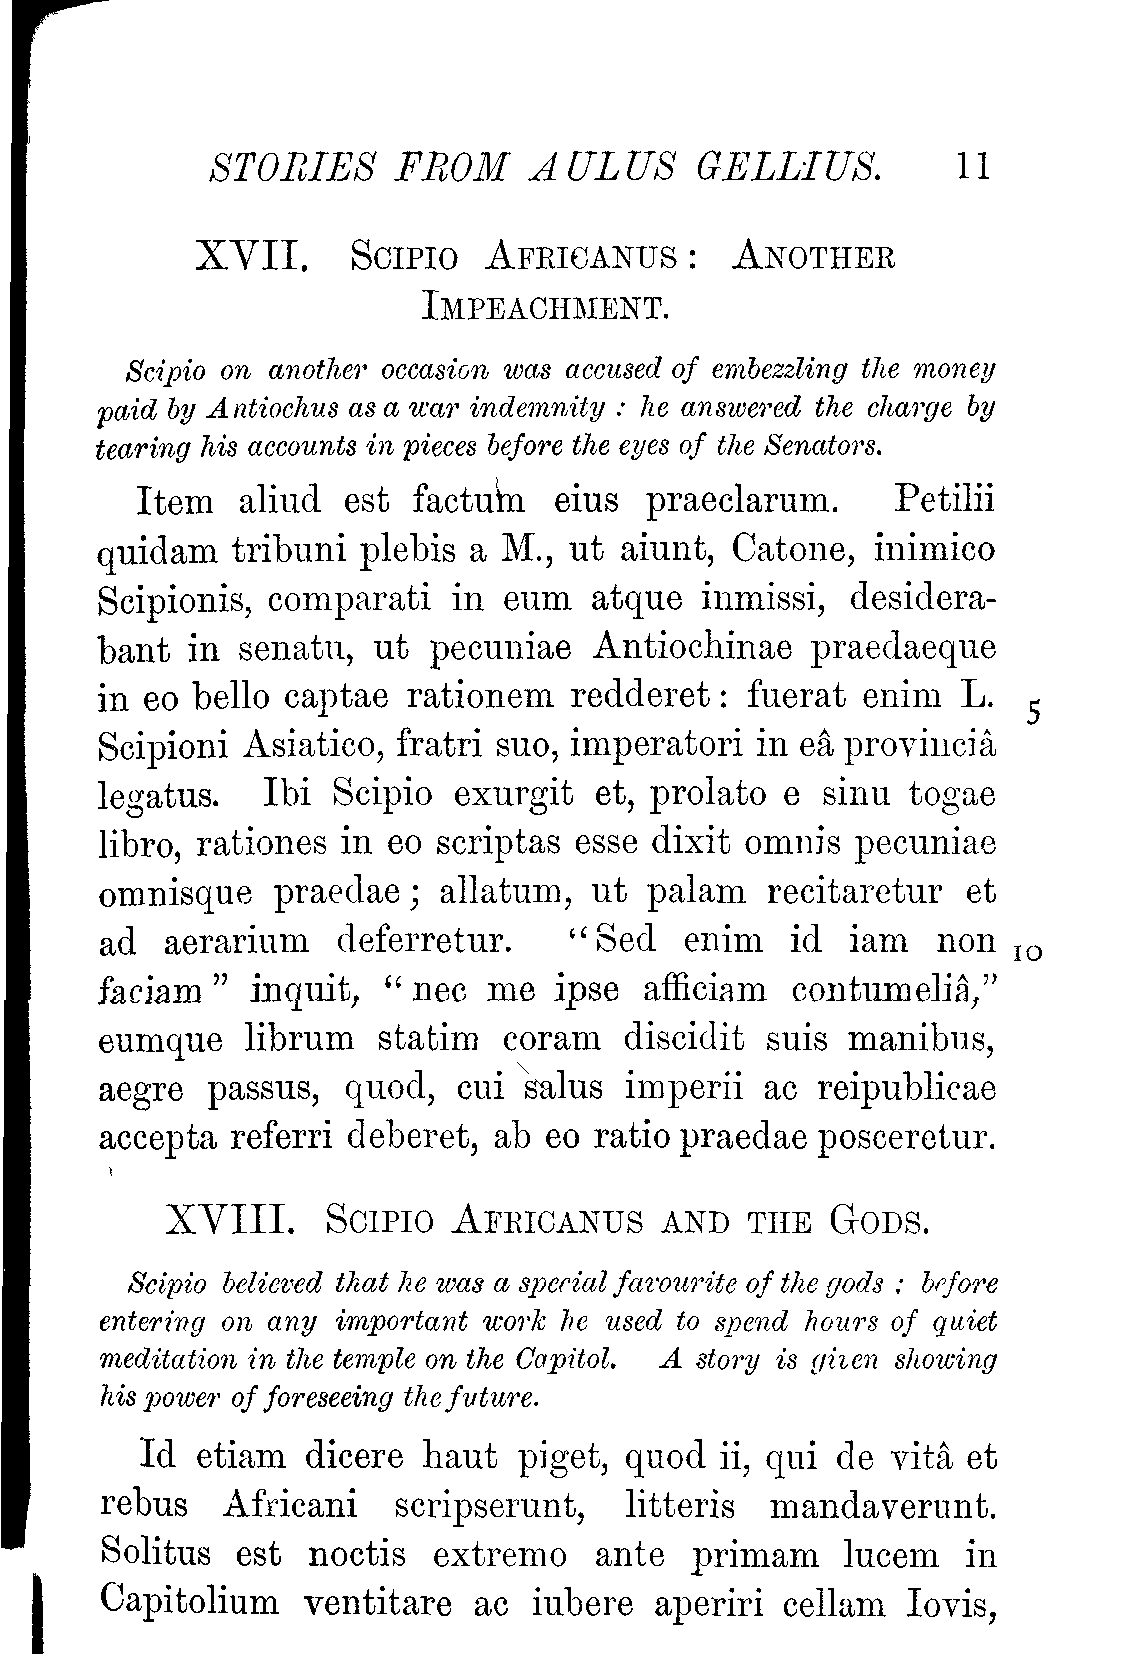 STORIES FROM AULUS GELLIUS. 11
XVII. SCIPIO AFRICANUS: ANOTHER
IMPEACHMENT.
Scipio on another occasion was accused of embezzling the money
paid by Antiochus as a war indemnity : he answered the charge by
tearing his accounts in pieces before the eyes of the Senators.
Item aliud est factum eius praeclarum. Petilii
quidam tribuni plebis a M., ut aiunt, Catone, inimico
Scipionis, comparati in eum atque inmissi, desidera-
bant in senatu, ut pecuniae Antiochinae praedaeque
in eo bello captae rationem redderet: fuerat enim L. 5
Scipioni Asiatico, fratri suo, imperatori in eâ provinciâ
legatus. Ibi Scipio exurgit et, prolato e sinu togae
libro, rationes in eo scriptas esse dixit omnis pecuniae
omnisque praedae; allatum, ut palam recitaretur et
ad aerarium deferretur. “Sed enim id iam non 10
faciam” inquit, “nec me ipse afficiam contumeliâ,”
eumque librum statim coram discidit suis manibus,
aegre passus, quod, cui salus imperii ac reipublicae
accepta referri deberet, ab eo ratio praedae posceretur.
XVIII. SCIPIO AFRICANUS AND THE GODS.
Scipio believed that he was a special favourite of the gods : before
entering on any important work he used to spend hours of quiet
meditation in the temple on the Capitol. A story is given showing
his power of foreseeing the future.
Id etiam dicere haut piget, quod ii, qui de vitâ et
rebus Africani scripserunt, litteris mandaverunt.
Solitus est noctis extremo ante primam lucem in
Capitolium ventitare ac iubere aperiri cellam Iovis,